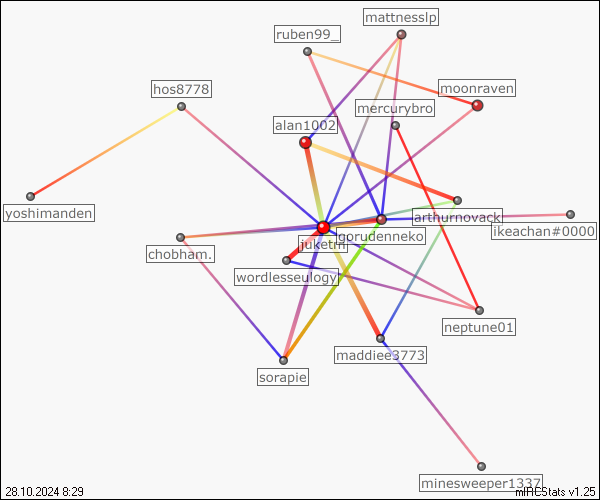 mattnesslp
ruben99_
hos8778
moonraven
mercurybro
alan1002
yoshimanden
arthurnovack
ikeachan#0000
gorudenneko
juketm
chobham.
wordlesseulogy
neptune01
maddiee3773
sorapie
minesweeper1337
28.10.2024 8:29
mIRCStats v1.25